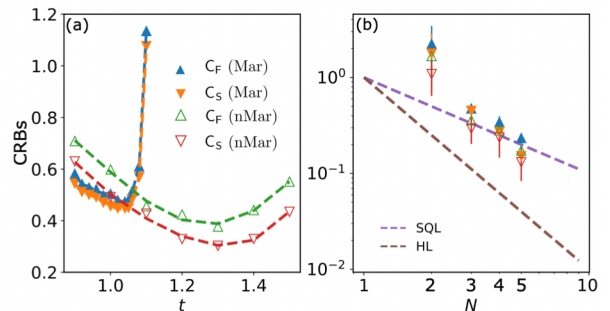 (a)
1.2
1.0
0.8
0.6
0.4
0.2
CRBs
C_F (Mar)
C_S (Mar)
C_F (nMar)
C_S (nMar)
1.0 1.2 1.4
t
(b)
10^0
10^−1
10^−2
SQL
HL
1 2 3 4 5 10
N